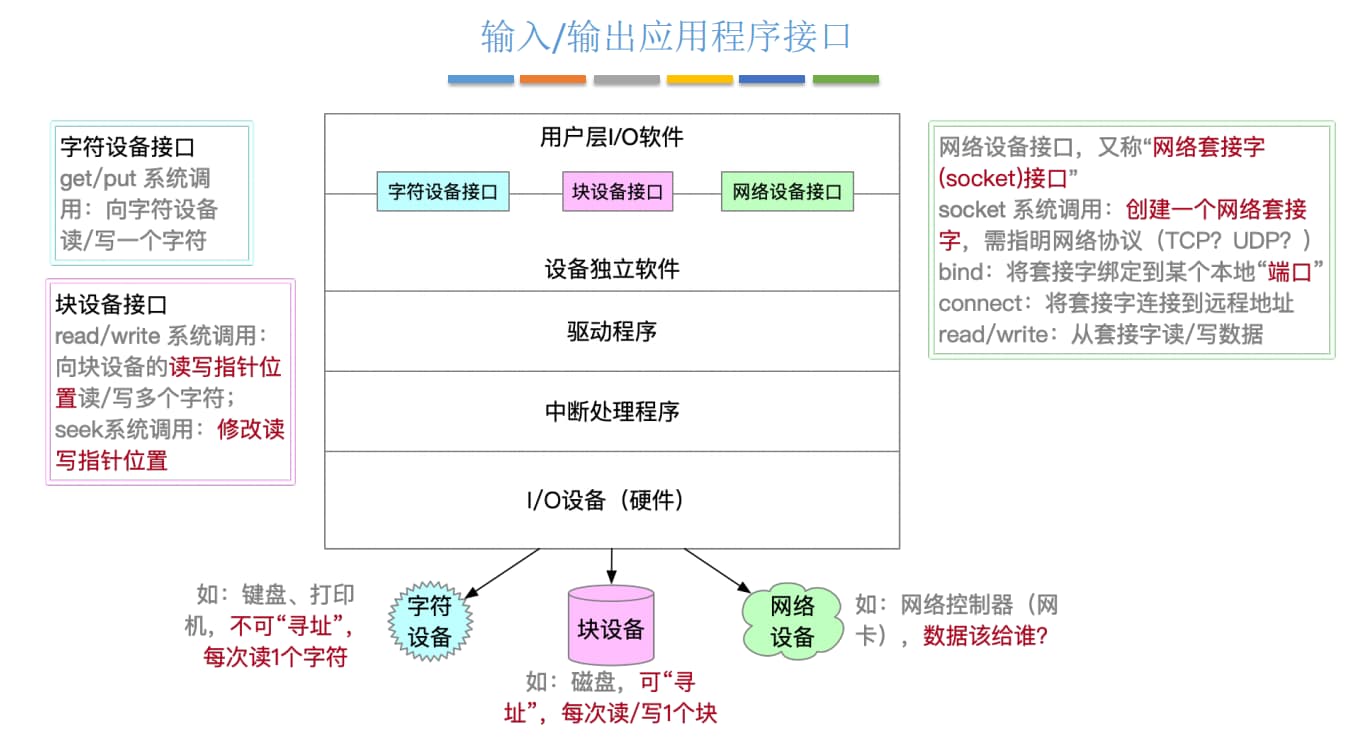 输入/输出应用程序接口
字符设备接口
get/put 系统调
用：向字符设备
读/写一个字符
块设备接口
read/write 系统调用：
向块设备的读写指针位
置读/写多个字符；
seek系统调用：修改读
写指针位置
用户层I/O软件
字符设备接口
块设备接口
网络设备接口
设备独立软件
驱动程序
中断处理程序
I/O设备（硬件）
网络设备接口，又称“网络套接字
(socket)接口”
socket 系统调用：创建一个网络套接
字，需指明网络协议（TCP？UDP？）
bind：将套接字绑定到某个本地“端口”
connect：将套接字连接到远程地址
read/write：从套接字读/写数据
如：键盘、打印
机，不可“寻址”，
每次读1个字符
字符
设备
块设备
如：磁盘，可“寻
址”，每次读/写1个块
网络
设备
如：网络控制器（网
卡），数据该给谁？